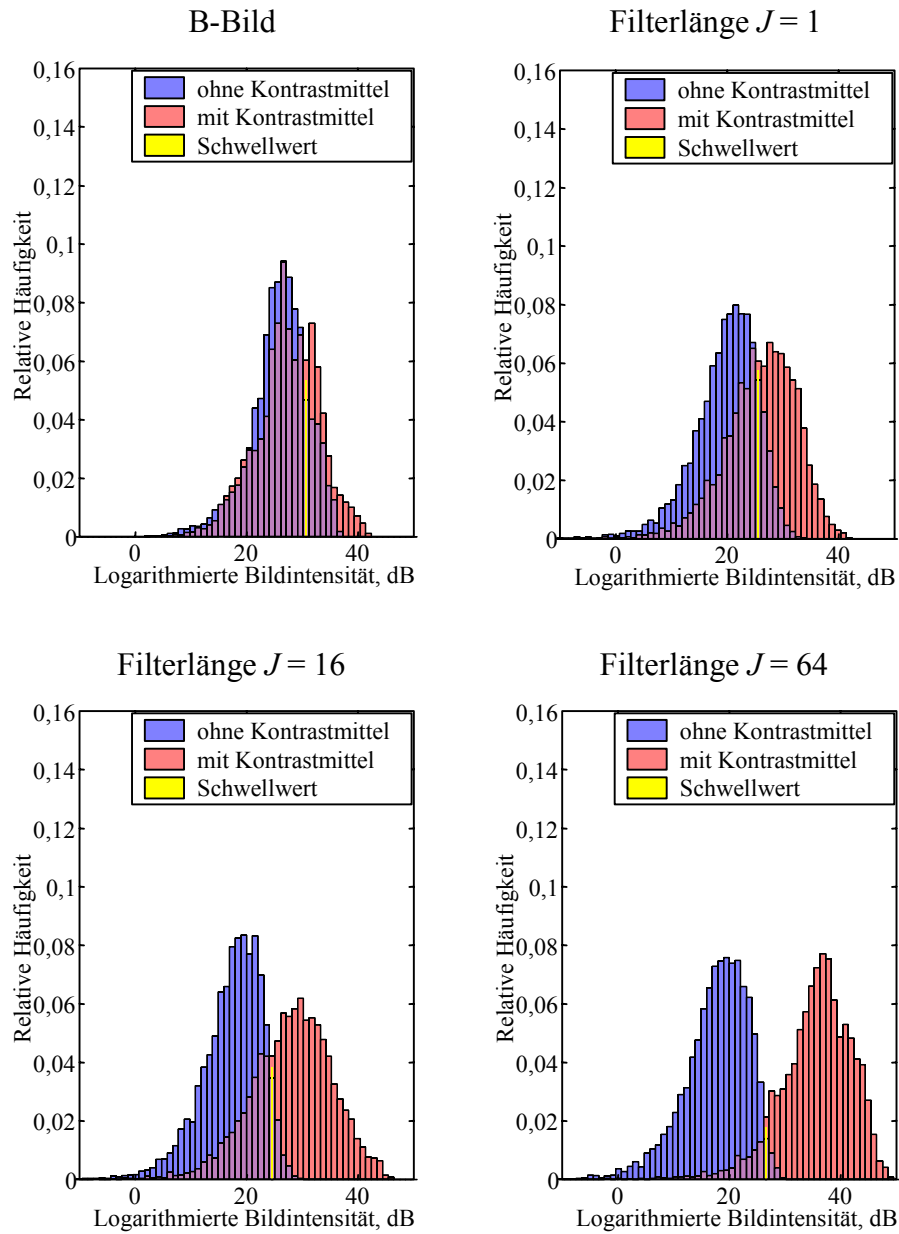 B-Bild
0,16
0,14
0,12
0,1
0,08
0,06
0,04
0,02
0
Relative Häufigkeit
ohne Kontrastmittel
mit Kontrastmittel
Schwellwert
0 20 40
Logarithmierte Bildintensität, dB
Filterlänge J = 1
0,16
0,14
0,12
0,1
0,08
0,06
0,04
0,02
0
Relative Häufigkeit
ohne Kontrastmittel
mit Kontrastmittel
Schwellwert
0 20 40
Logarithmierte Bildintensität, dB
Filterlänge J = 16
0,16
0,14
0,12
0,1
0,08
0,06
0,04
0.02
0
Relative Häufigkeit
ohne Kontrastmittel
mit Kontrastmittel
Schwellwert
0 20 40
Logarithmierte Bildintensität, dB
Filterlänge J = 64
0,16
0,14
0,12
0,1
0,08
0,06
0,04
0,02
0
Relative Häufigkeit
ohne Kontrastmittel
mit Kontrastmittel
Schwellwert
0 20 40
Logarithmierte Bildintensität, dB